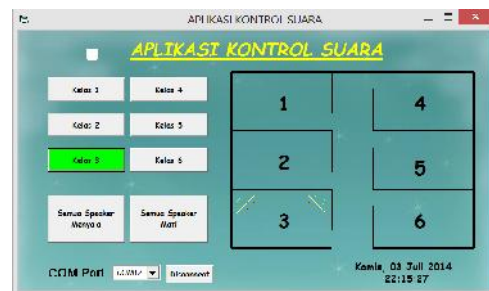 APLIKASI KONTROL SUARA
APLIKASI KONTROL SUARA
Kelas 1
Kelas 4
Kelas 2
Kelas 5
Kelas 3
Kelas 6
Semua Speaker
Menyala
Semua Speaker
Mati
1
4
2
5
3
6
COM Port
Disconnect
Kamis, 03 Juli 2014
22:15:27